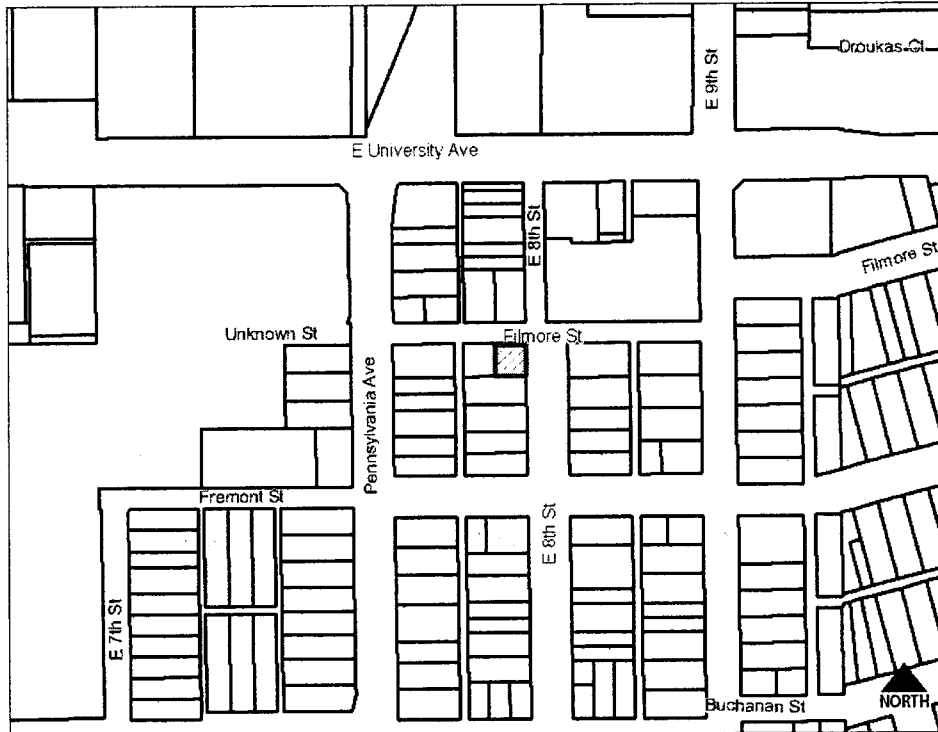 Droukas Ct
E 9th St
E University Ave
E 8th St
Filmore St
Filmore St
Unknown St
Pennsylvania Ave
Fremont St
E 8th St
E 7th St
Buchanan St
NORTH